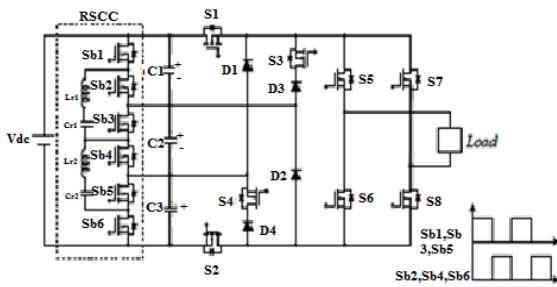 RSCC
S1
Sb1
C1
+
-
D1
S3
Sb2
Lr1
D3
S5
S7
Cr1
Sb3
Vdc
C2
+
-
Load
Lr2
Sb4
D2
Cr2
Sb5
C3
+
-
S4
S6
S8
Sb6
D4
S2
Sb1,Sb
3,Sb5
Sb2,Sb4,Sb6